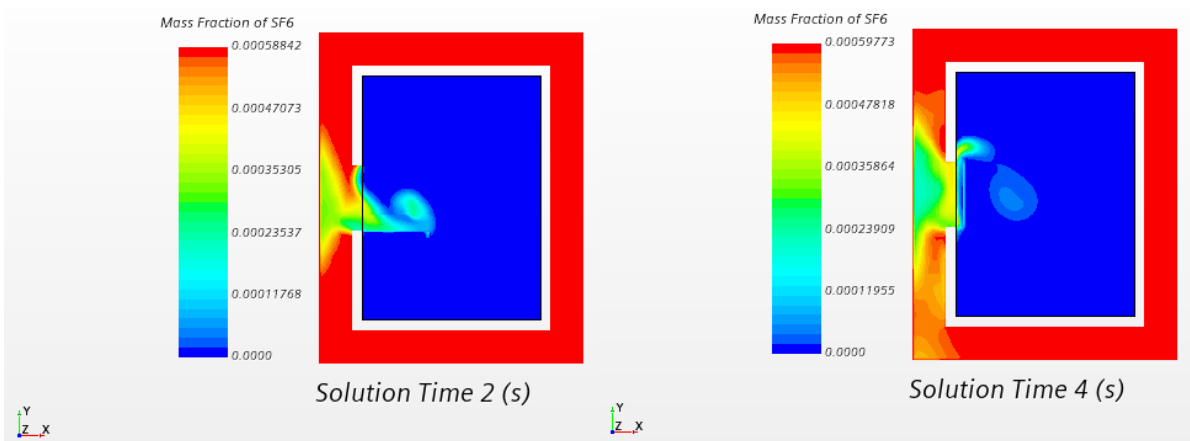 Mass Fraction of SF6
0.00058842
0.00047073
0.00035305
0.00023537
0.00011768
0.0000
Solution Time 2 (s)
Y
Z X
Mass Fraction of SF6
0.00059773
0.00047818
0.00035864
0.00023909
0.00011955
0.0000
Solution Time 4 (s)
Y
Z X